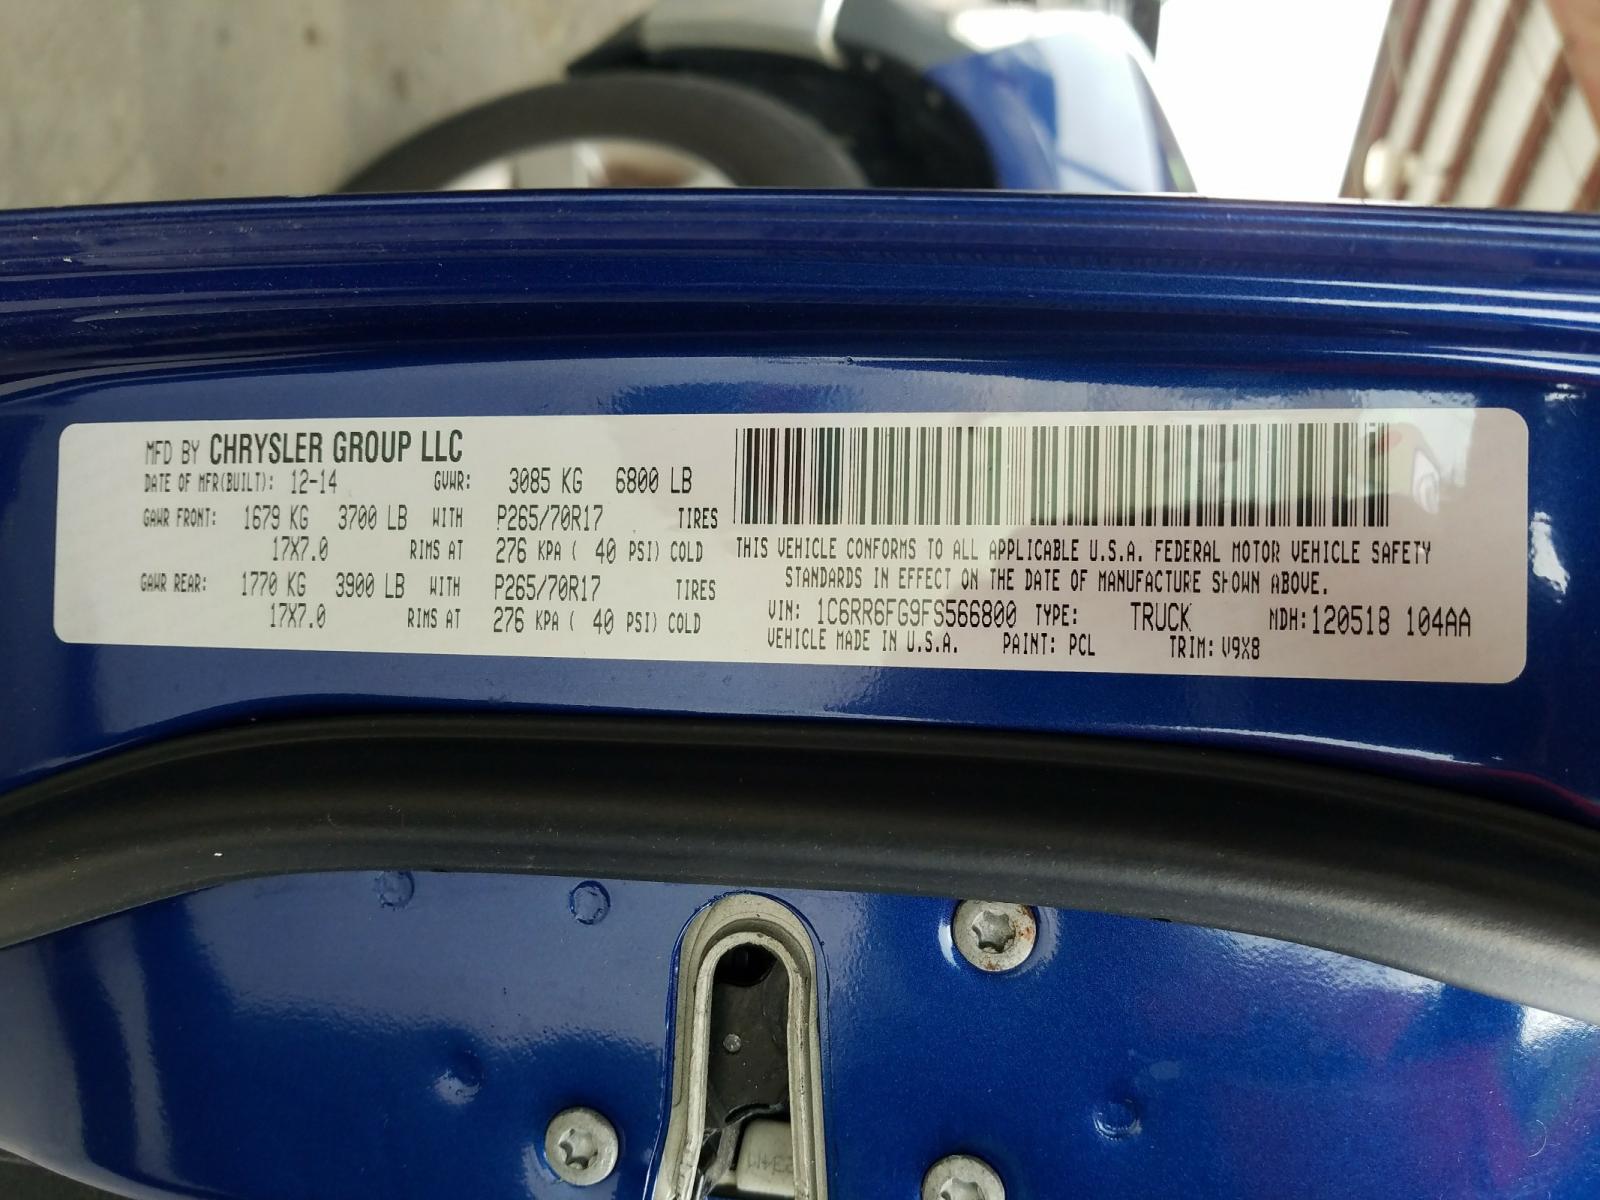 MFD BY CHRYSLER GROUP LLC
DATE OF MFR(BUILT): 12-14 GVWR: 3085 KG 6800 LB
GAWR FRONT: 1679 KG 3700 LB WITH P265/70R17 TIRES
17X7.0 RIMS AT 276 KPA ( 40 PSI) COLD
GAWR REAR: 1770 KG 3900 LB WITH P265/70R17 TIRES
17X7.0 RIMS AT 276 KPA ( 40 PSI) COLD
THIS VEHICLE CONFORMS TO ALL APPLICABLE U.S.A. FEDERAL MOTOR VEHICLE SAFETY
STANDARDS IN EFFECT ON THE DATE OF MANUFACTURE SHOWN ABOVE.
VIN: 1C6RR6FG9FS566800 TYPE: TRUCK MDH:120518 104AA
VEHICLE MADE IN U.S.A. PAINT: PCL TRIM: V9X8